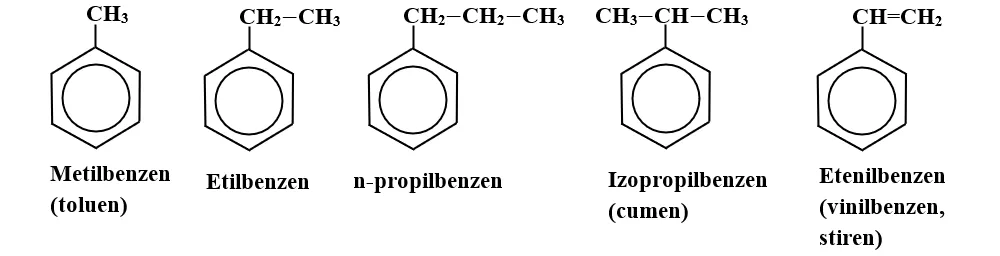 CH₃
CH₂–CH₃
CH₂–CH₂–CH₃
CH₃–CH–CH₃
CH=CH₂
Metilbenzen
(toluen)
Etilbenzen
n-propilbenzen
Izopropilbenzen
(cumen)
Etenilbenzen
(vinilbenzen,
stiren)